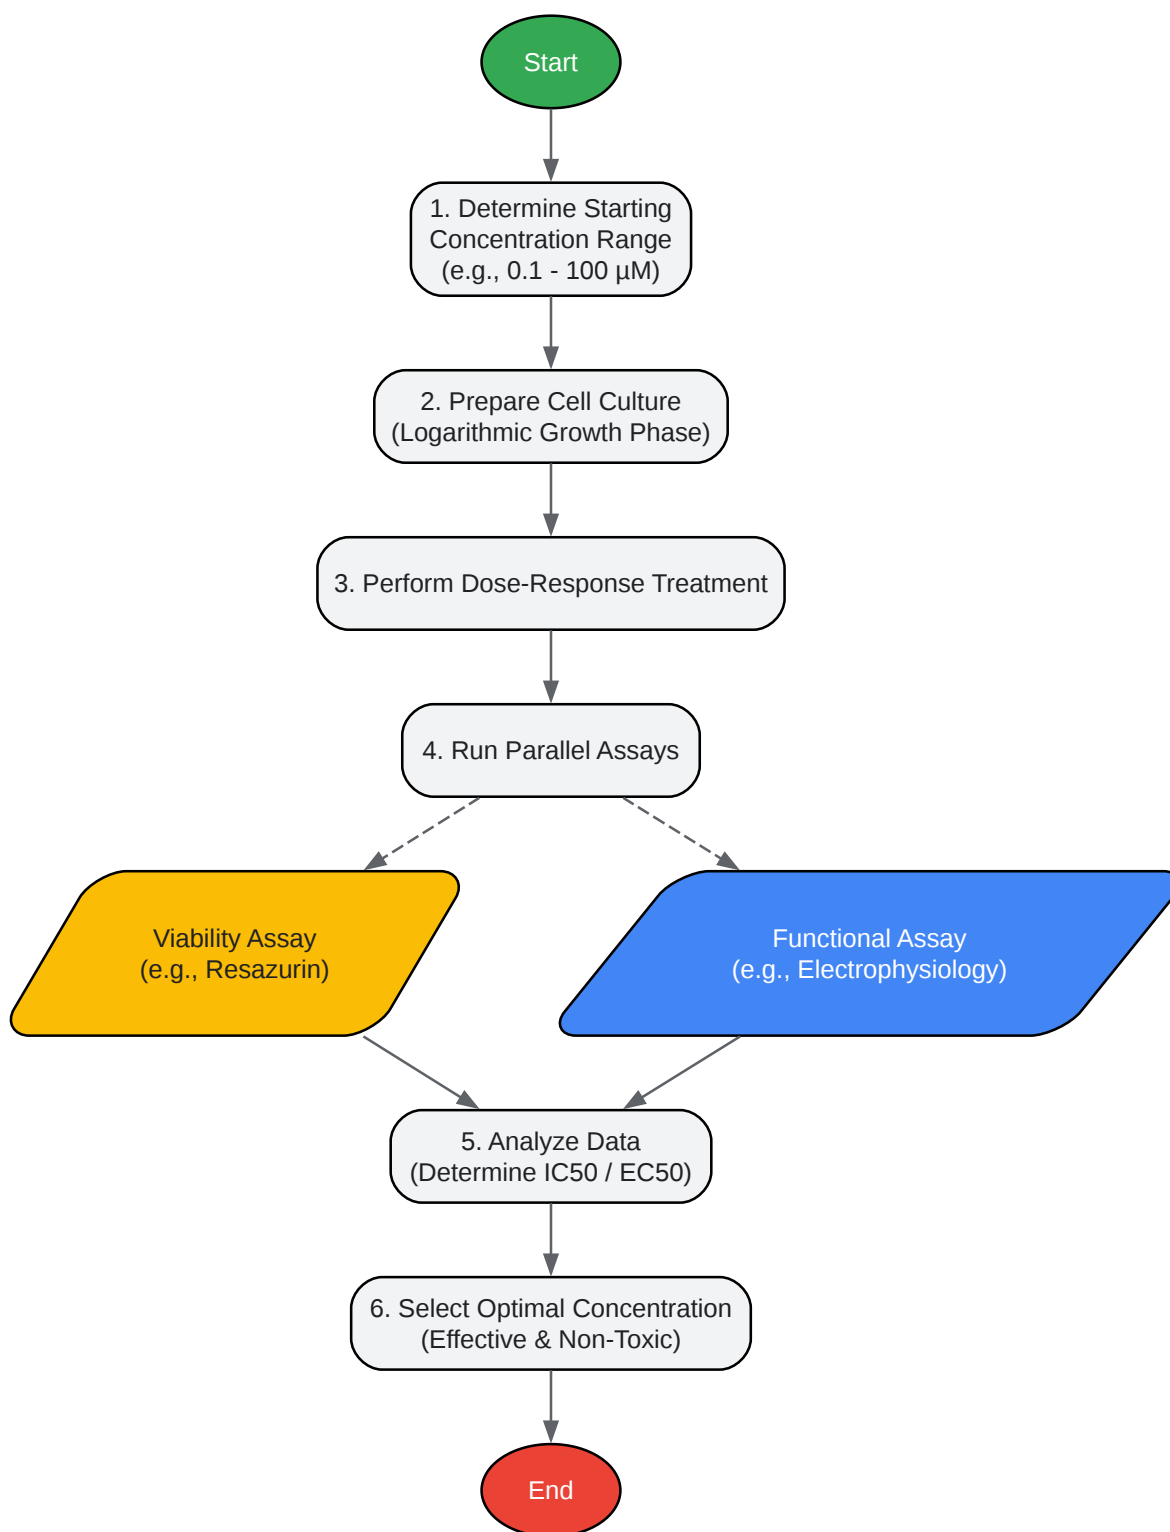 Start
1. Determine Starting
Concentration Range
(e.g., 0.1 - 100 µM)
2. Prepare Cell Culture
(Logarithmic Growth Phase)
3. Perform Dose-Response Treatment
4. Run Parallel Assays
Viability Assay
(e.g., Resazurin)
Functional Assay
(e.g., Electrophysiology)
5. Analyze Data
(Determine IC50 / EC50)
6. Select Optimal Concentration
(Effective & Non-Toxic)
End